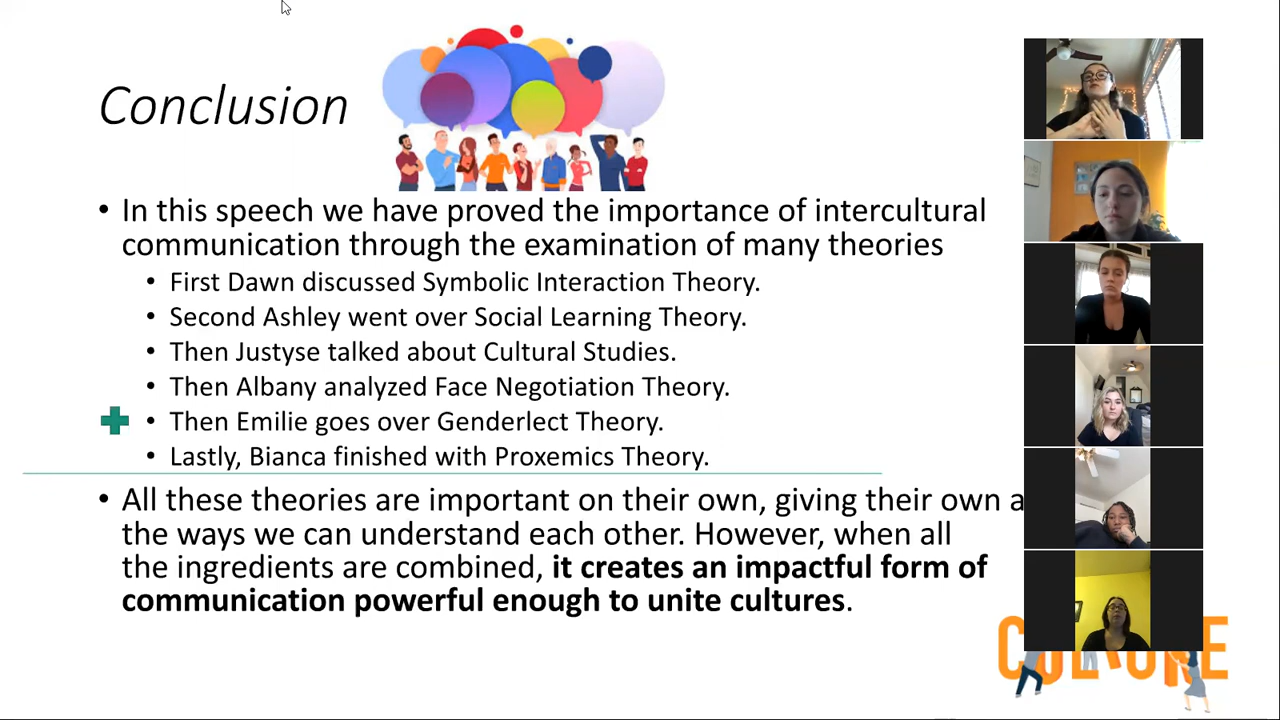 Conclusion
• In this speech we have proved the importance of intercultural
communication through the examination of many theories
• First Dawn discussed Symbolic Interaction Theory.
• Second Ashley went over Social Learning Theory.
• Then Justyse talked about Cultural Studies.
• Then Albany analyzed Face Negotiation Theory.
• Then Emilie goes over Genderlect Theory.
• Lastly, Bianca finished with Proxemics Theory.
• All these theories are important on their own, giving their own
the ways we can understand each other. However, when all
the ingredients are combined, it creates an impactful form of
communication powerful enough to unite cultures.